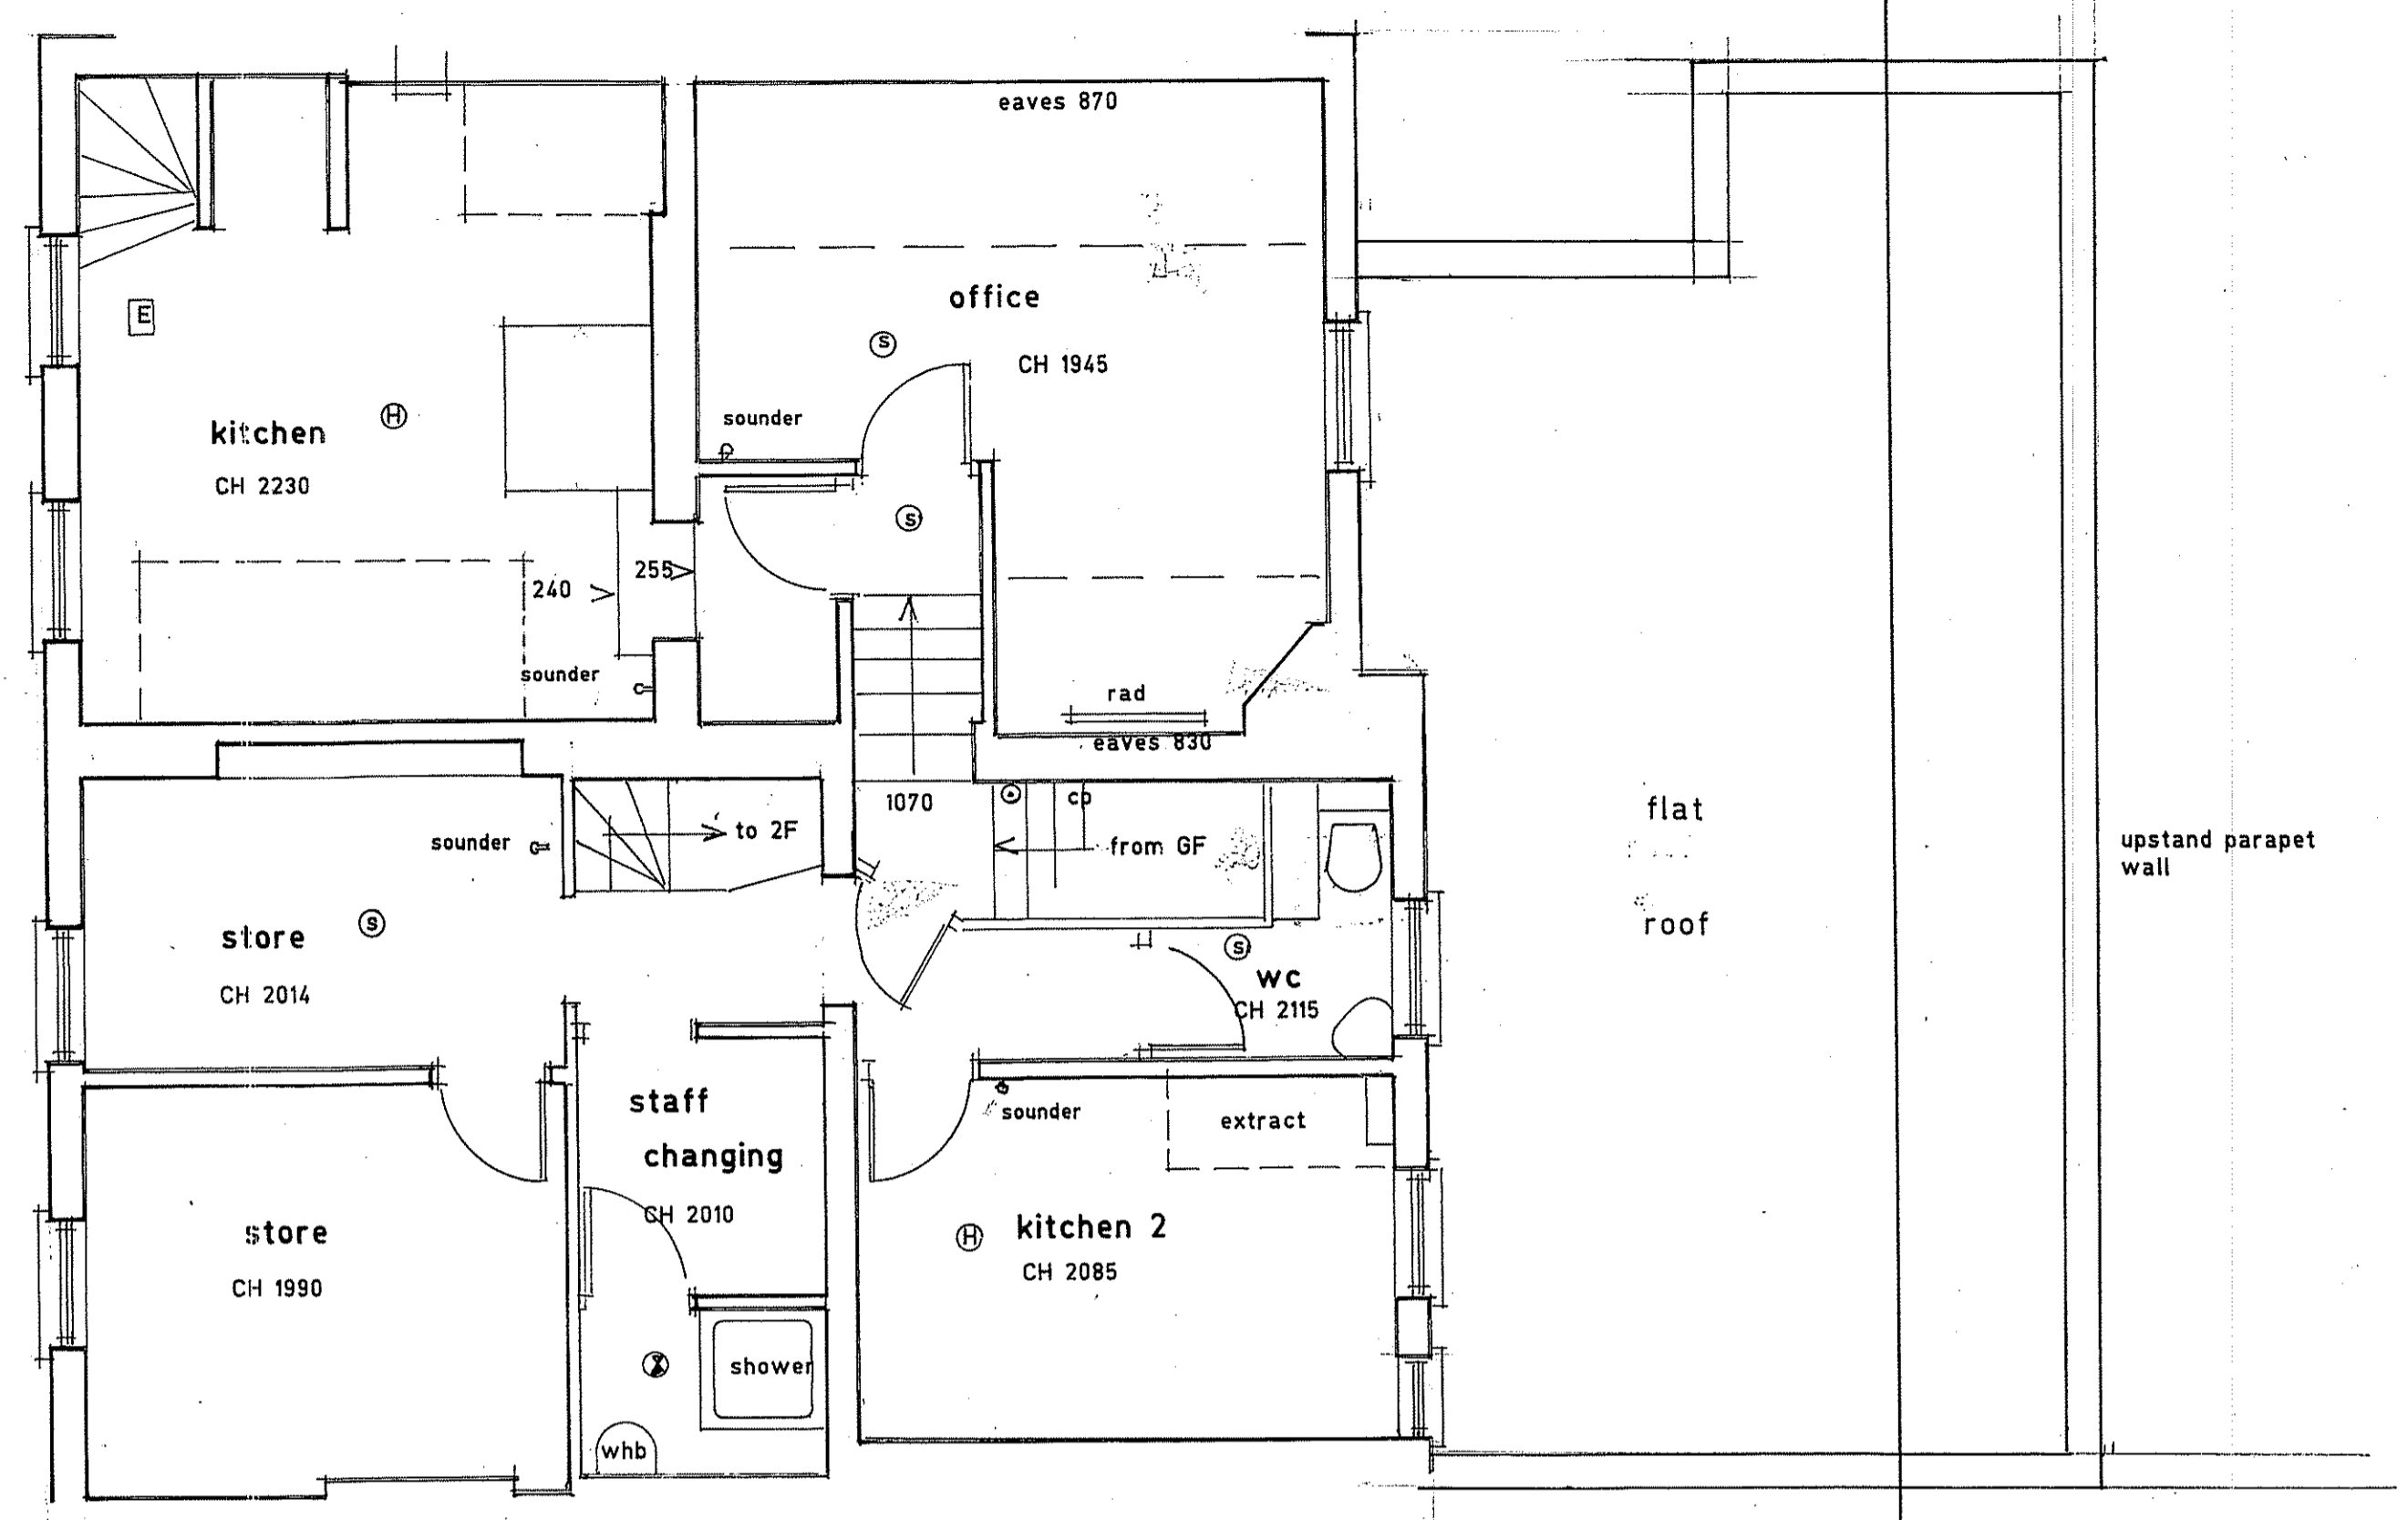 eaves 870
office
E
S
CH 1945
H
sounder
kitchen
CH 2230
S
255
240
sounder
rad
eaves 830
1070
cp
to 2F
flat
sounder
from GF
upstand parapet
wall
S
store
roof
S
wc
CH 2014
CH 2115
staff
sounder
extract
changing
CH 2010
store
H
kitchen 2
CH 1990
CH 2085
shower
whb